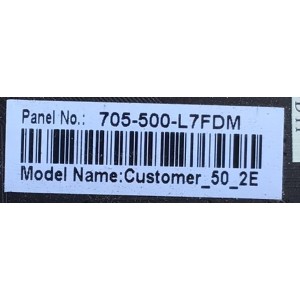 Panel No.: 705-500-L7FDM
Model Name:Customer_50_2E